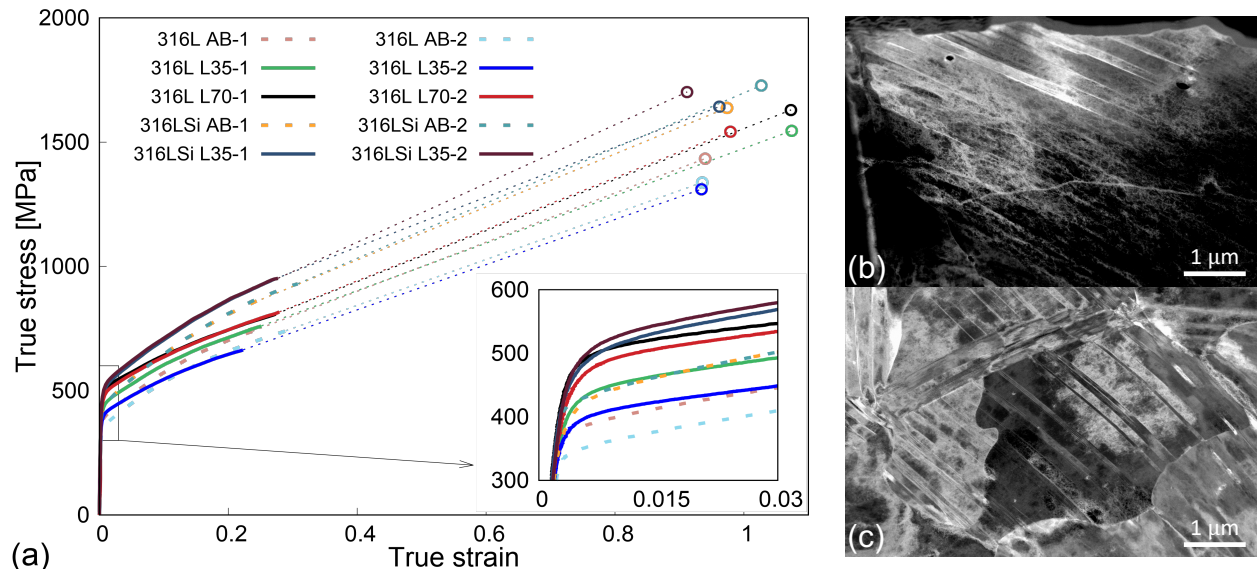 2000
1500
1000
500
0
True stress [MPa]
316L AB-1
316L AB-2
316L L35-1
316L L35-2
316L L70-1
316L L70-2
316LSi AB-1
316LSi AB-2
316LSi L35-1
316LSi L35-2
600
500
400
300
0
0.015
0.03
0
0.2
0.4
0.6
0.8
1
True strain
(a)
1 µm
(b)
1 µm
(c)